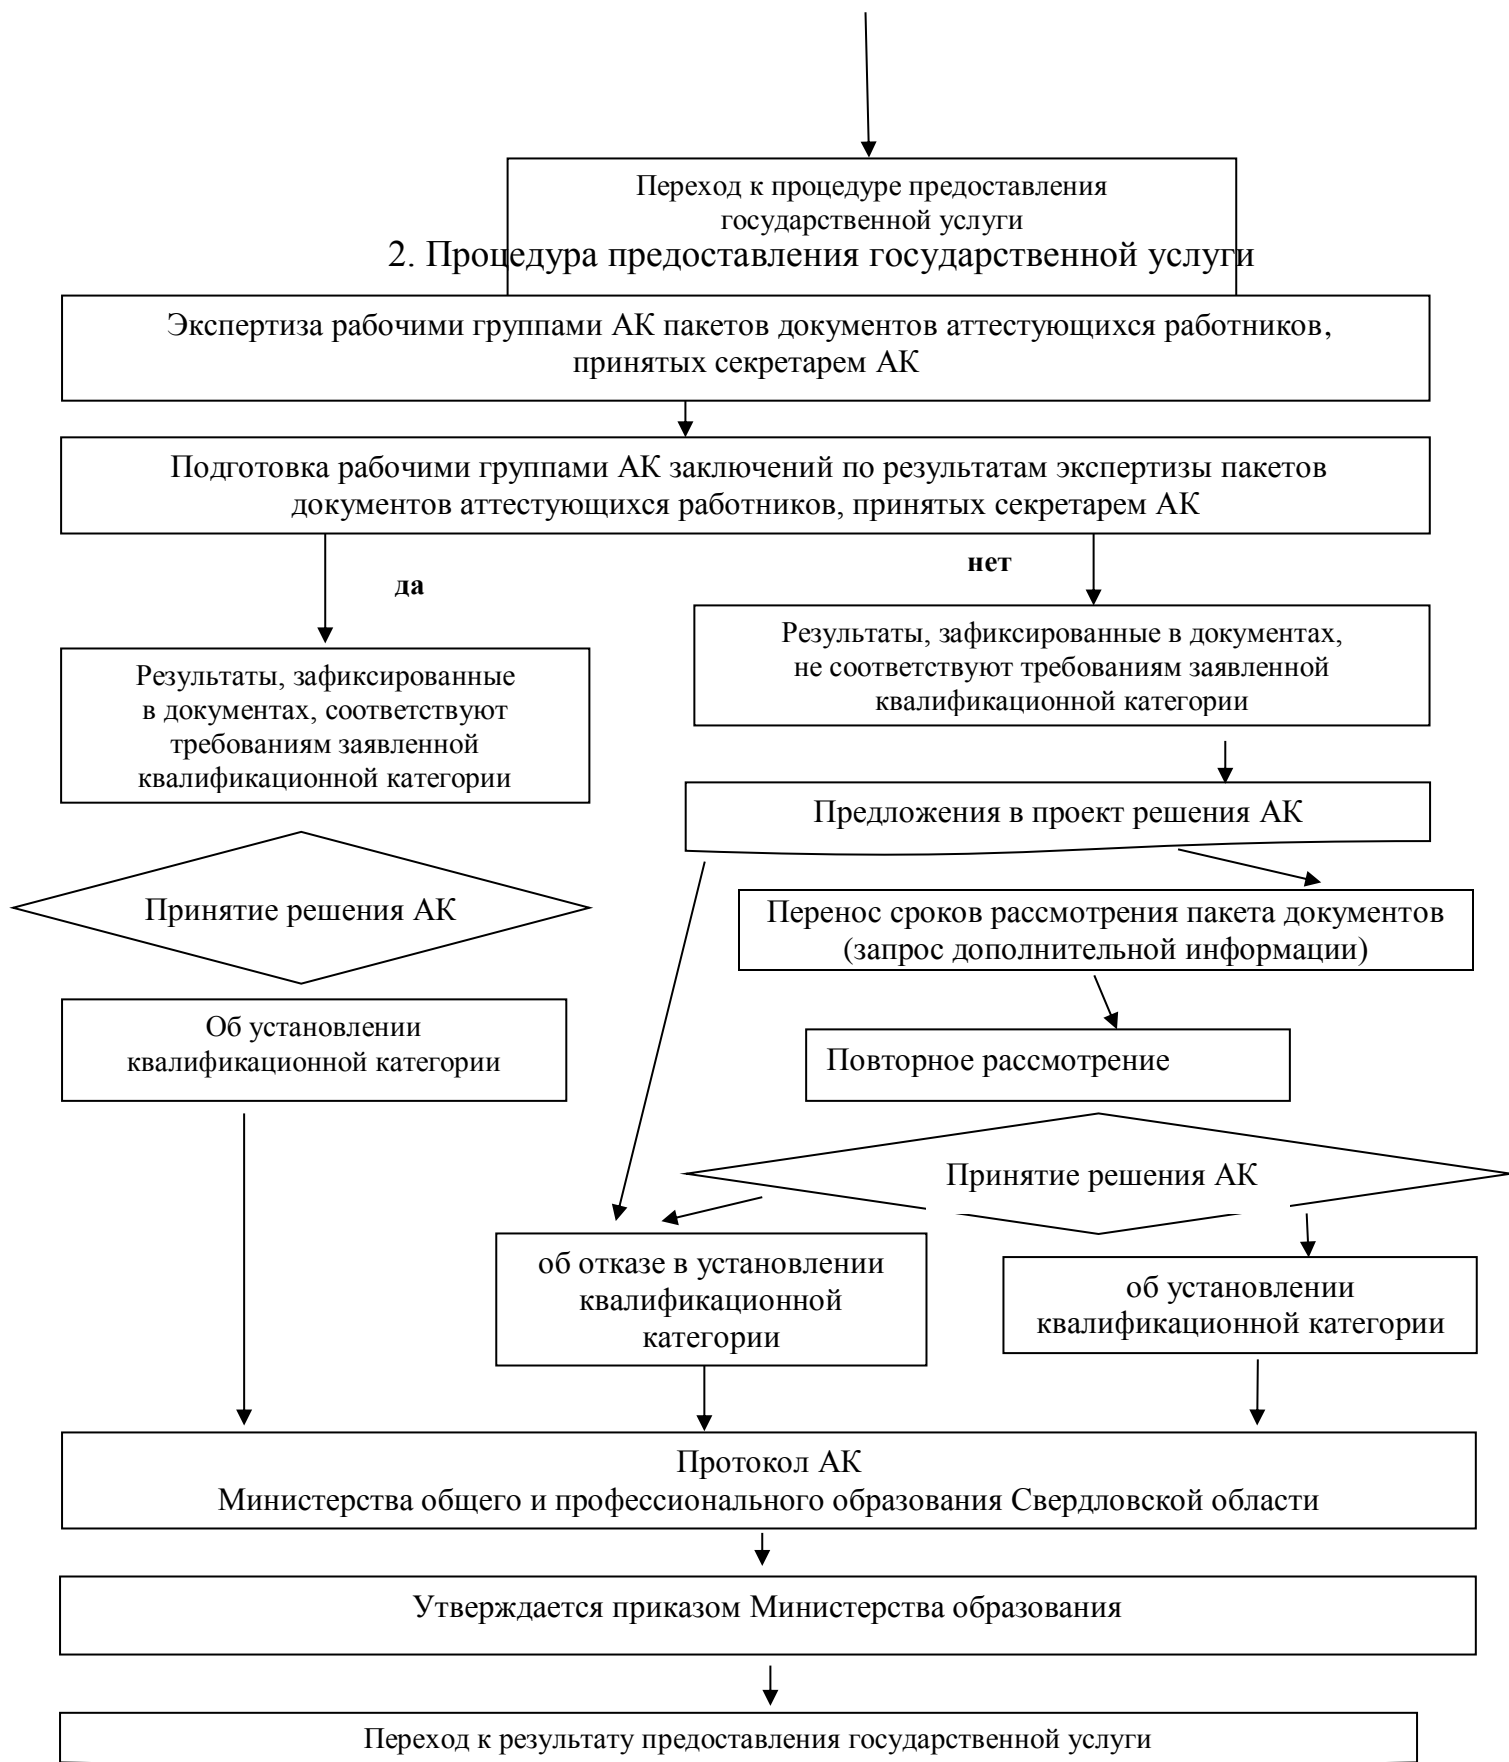 Переход к процедуре предоставления
государственной услуги
2. Процедура предоставления государственной услуги
Экспертиза рабочими группами АК пакетов документов аттестующихся работников,
принятых секретарем АК
Подготовка рабочими группами АК заключений по результатам экспертизы пакетов
документов аттестующихся работников, принятых секретарем АК
да
нет
Результаты, зафиксированные
в документах, соответствуют
требованиям заявленной
квалификационной категории
Результаты, зафиксированные в документах,
не соответствуют требованиям заявленной
квалификационной категории
Предложения в проект решения АК
Принятие решения АК
Перенос сроков рассмотрения пакета документов
(запрос дополнительной информации)
Об установлении
квалификационной категории
Повторное рассмотрение
Принятие решения АК
об отказе в установлении
квалификационной
категории
об установлении
квалификационной категории
Протокол АК
Министерства общего и профессионального образования Свердловской области
Утверждается приказом Министерства образования
Переход к результату предоставления государственной услуги